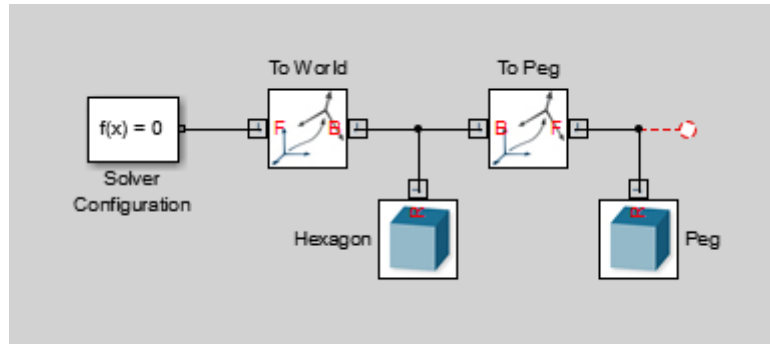 To World
To Peg
f(x) = 0
F
B
B
F
Solver
Configuration
Hexagon
R
R
Peg